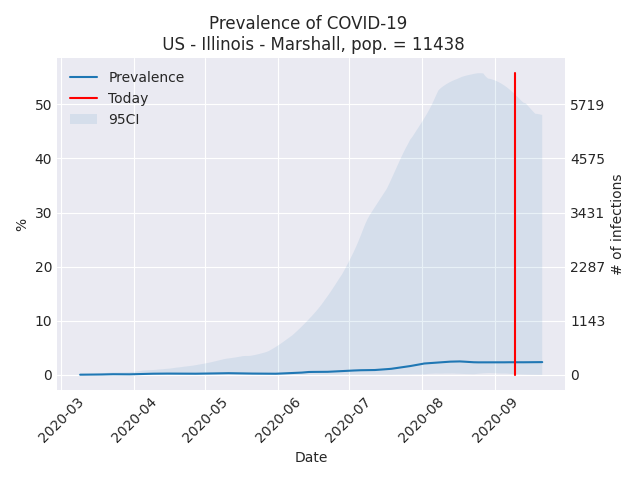 Prevalence of COVID-19
US - Illinois - Marshall, pop. = 11438
Prevalence
Today
95CI
50
40
30
20
10
0
%
5719
4575
3431
2287
1143
0
# of infections
2020-03
2020-04
2020-05
2020-06
2020-07
2020-08
2020-09
Date